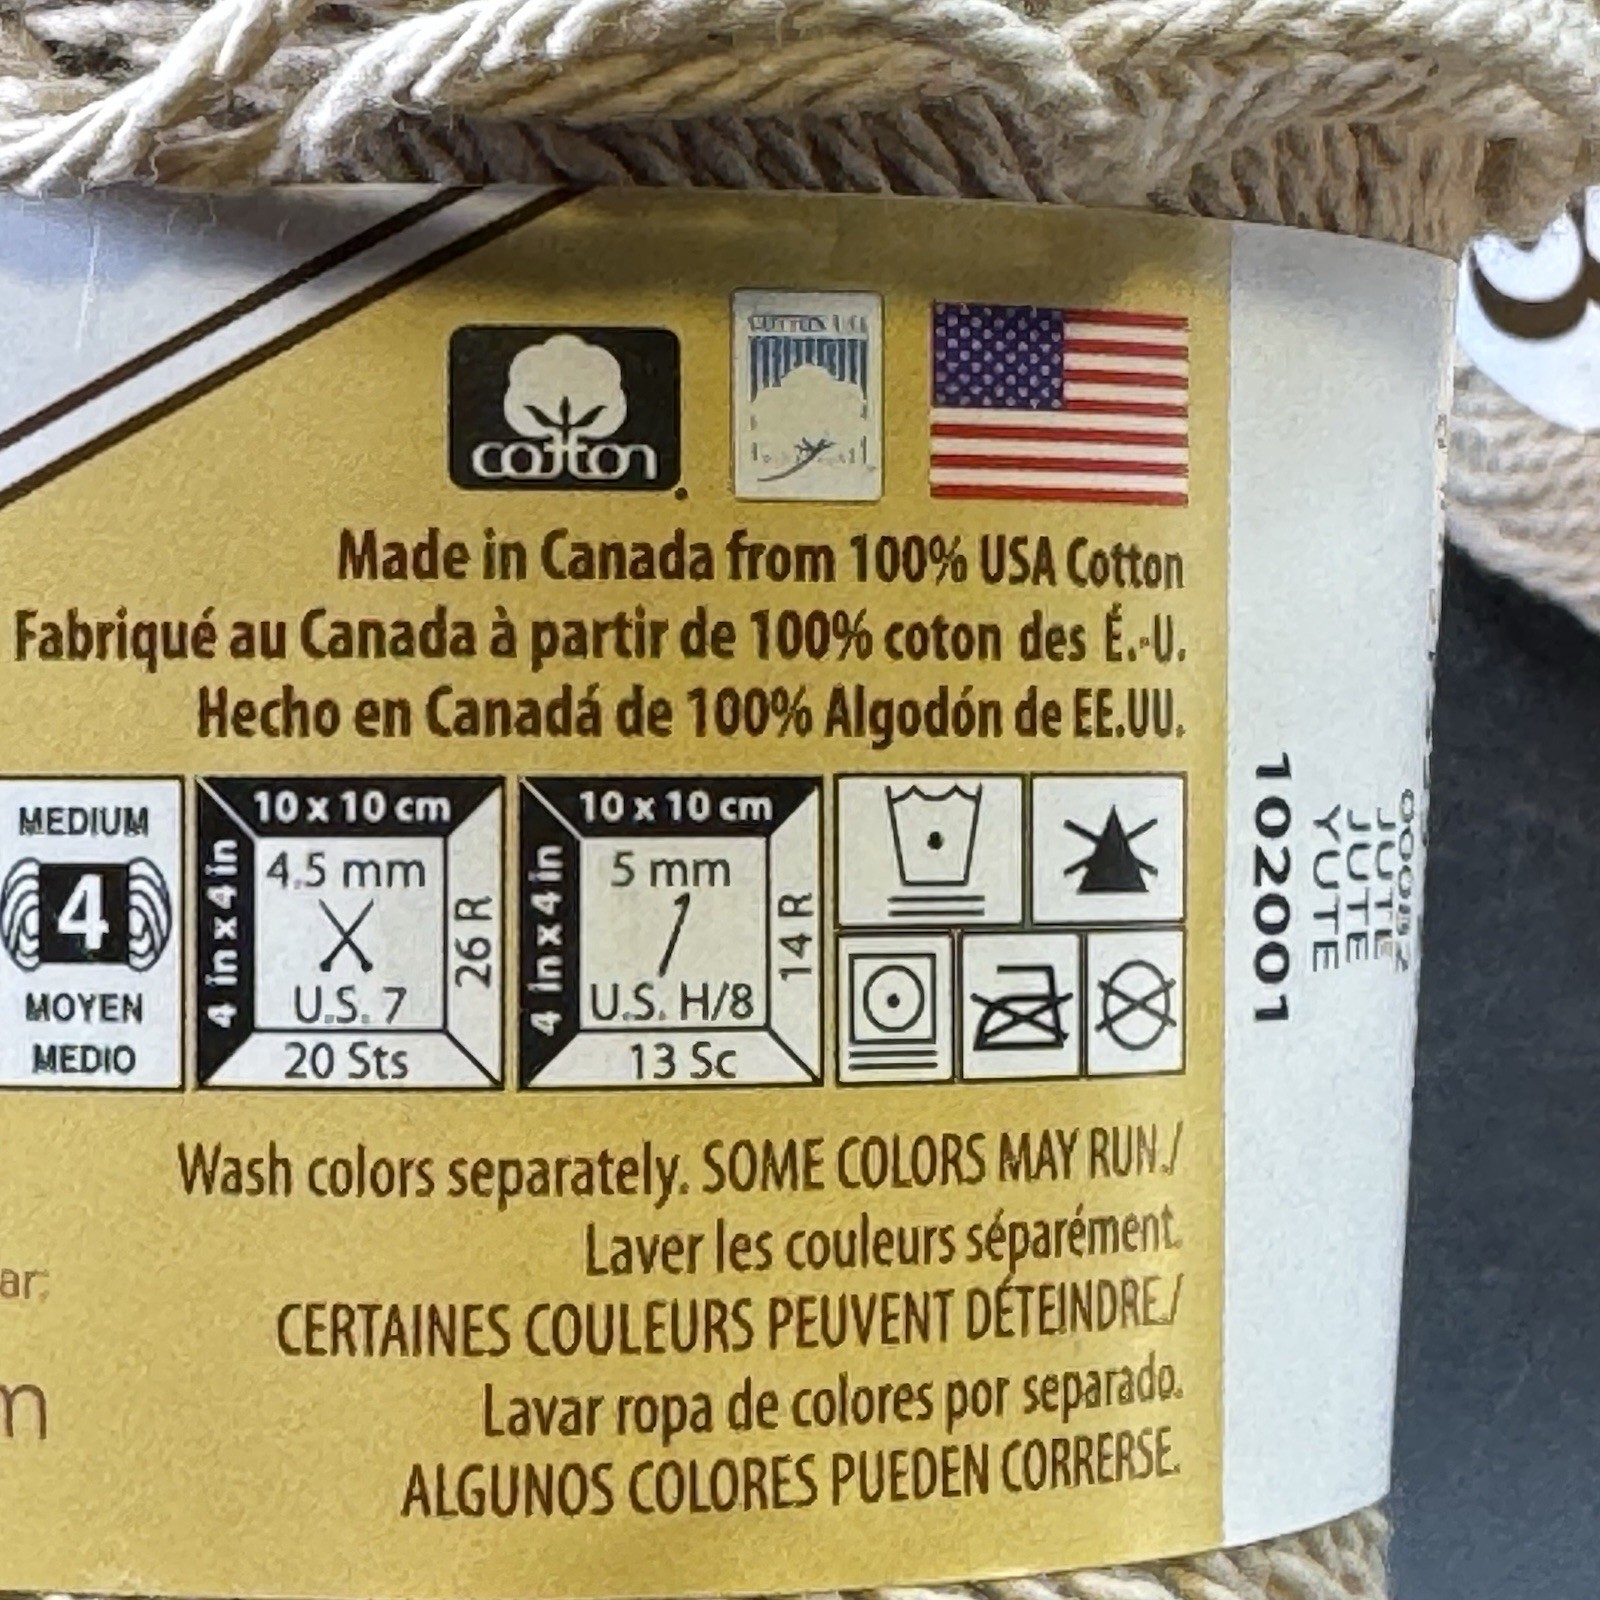 COTTON USA
cotton
Made in Canada from 100% USA Cotton
Fabriqué au Canada à partir de 100% coton des É.-U.
Hecho en Canadá de 100% Algodón de EE.UU.
MEDIUM
4
MOYEN
MEDIO
10 x 10 cm
4 in x 4 in
4.5 mm
U.S. 7
26 R
20 Sts
10 x 10 cm
4 in x 4 in
5 mm
U.S. H/8
14 R
13 Sc
Wash colors separately. SOME COLORS MAY RUN./
Laver les couleurs séparément.
CERTAINES COULEURS PEUVENT DÉTEINDRE./
Lavar ropa de colores por separado.
ALGUNOS COLORES PUEDEN CORRERSE.
ar:
m
JUTE
JUTE
YUTE
102001